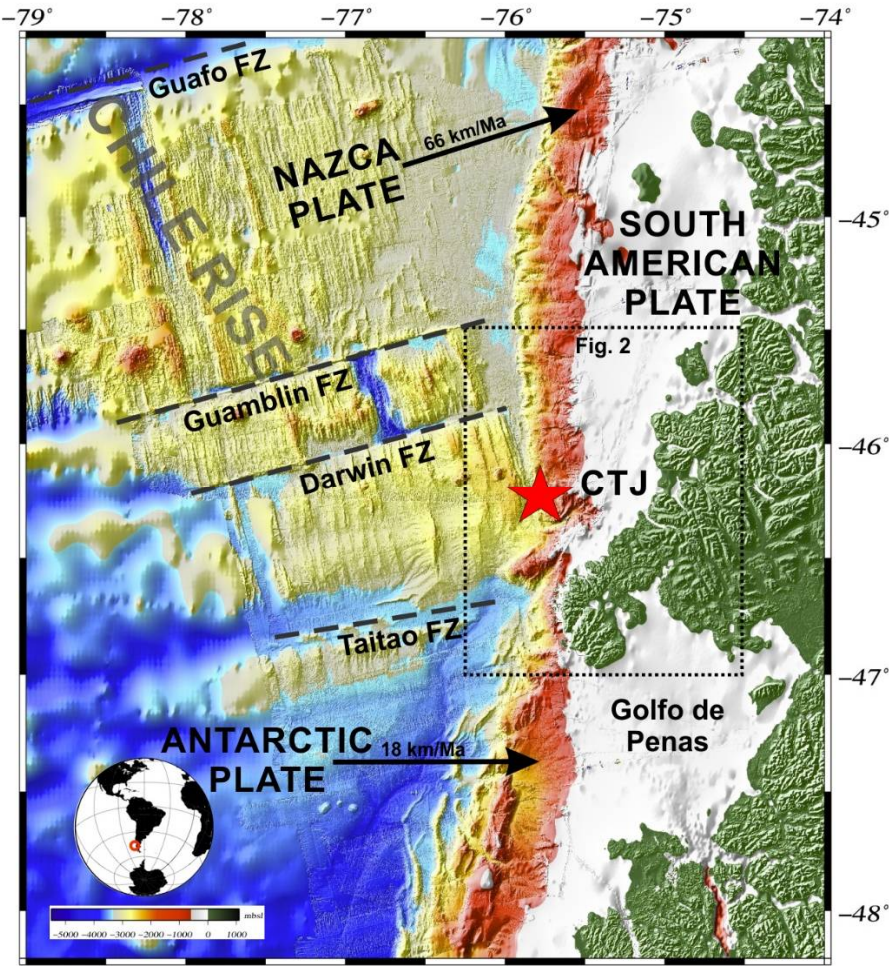 −79 −78 −77 −76 −75 −74
Guafo FZ
CHILE RISE
NAZCA
PLATE
66 km/Ma
−45
SOUTH
AMERICAN
PLATE
Fig. 2
Guamblin FZ
−46
Darwin FZ
CTJ
Taitao FZ
−47
Golfo de
Penas
ANTARCTIC
PLATE
18 km/Ma
−48
mbsl
−5000 −4000 −3000 −2000 −1000 0 1000